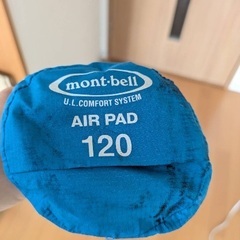 mont-bell
U.L. COMFORT SYSTEM
AIR PAD
120